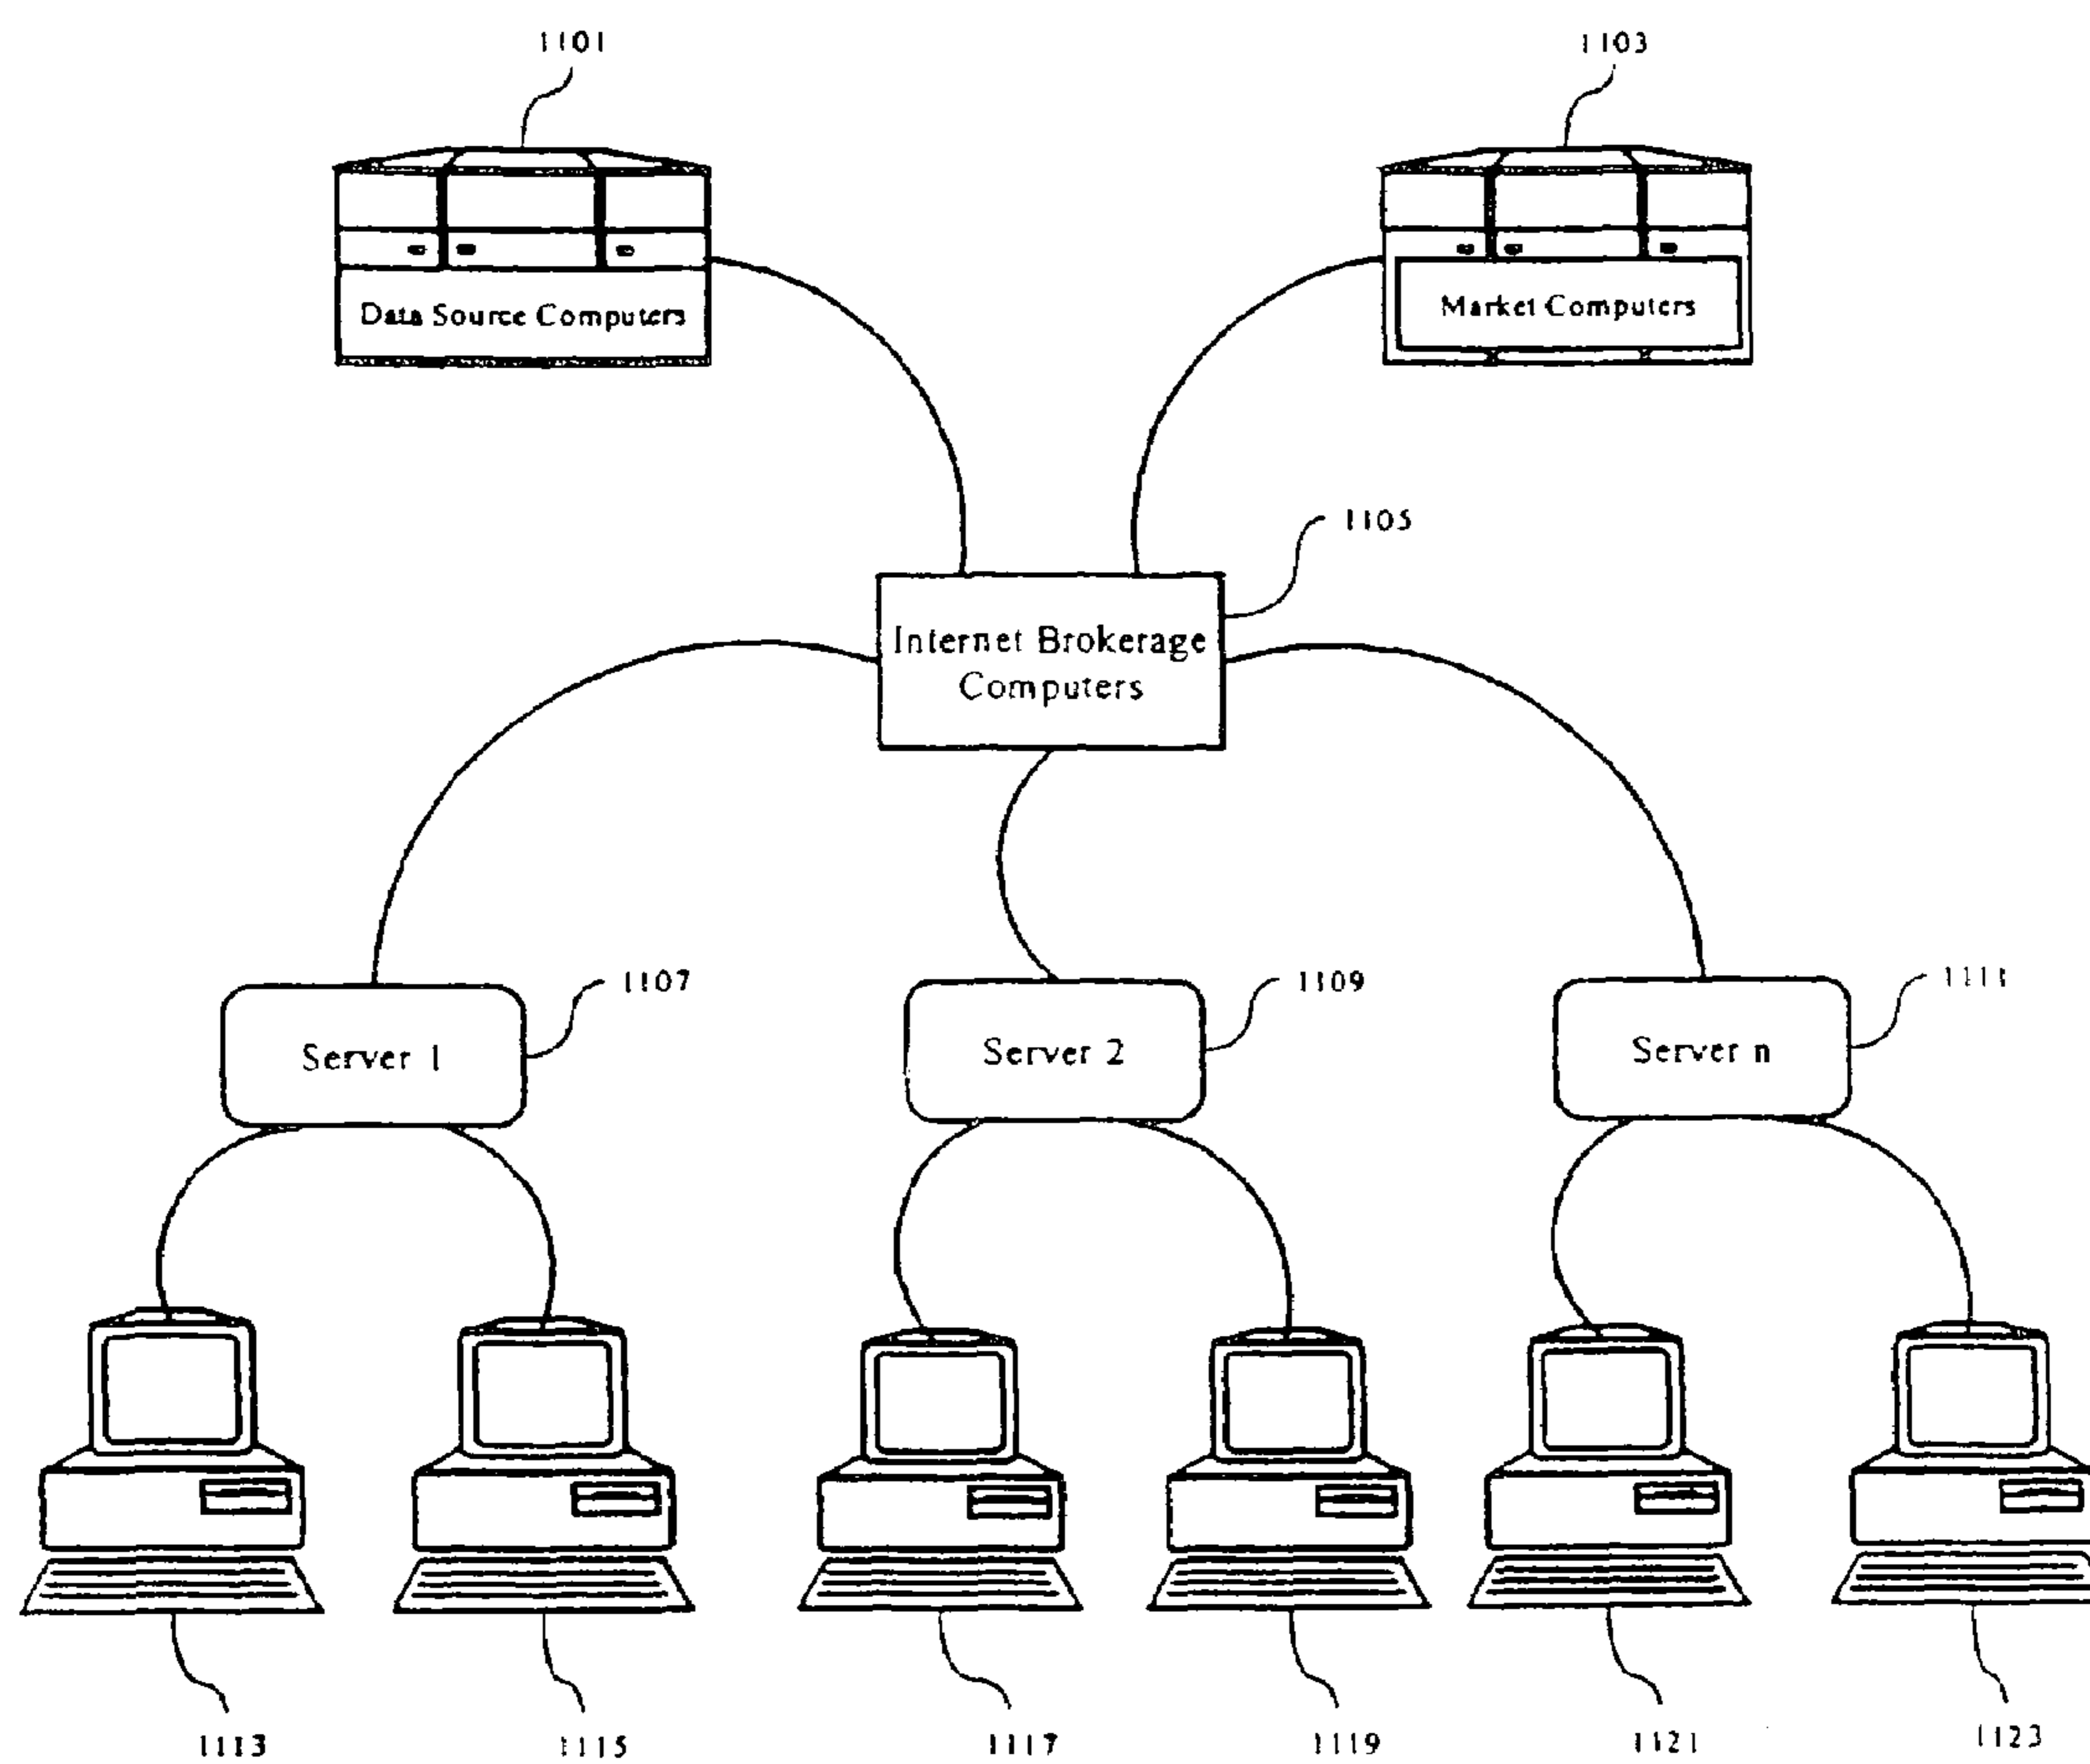 1101
1103
Data Source Computers
Market Computers
1105
Internet Brokerage
Computers
1107
1109
1111
Server 1
Server 2
Server n
1113
1115
1117
1119
1121
1123